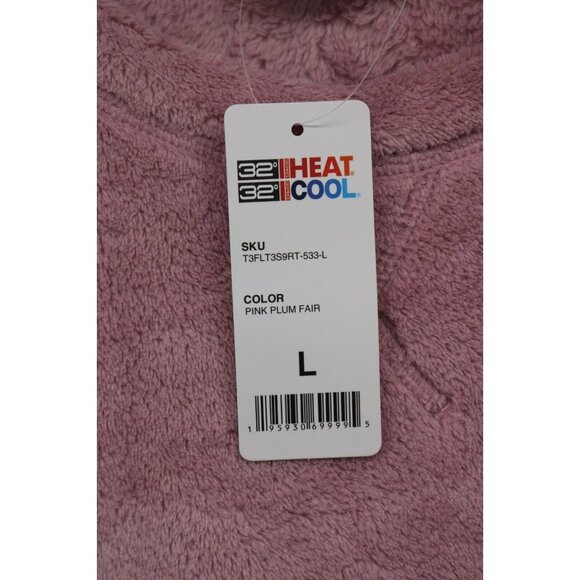 32° HEAT
32° COOL
SKU
T3FLT3S9RT-533-L
COLOR
PINK PLUM FAIR
L
1 95930 69999 5